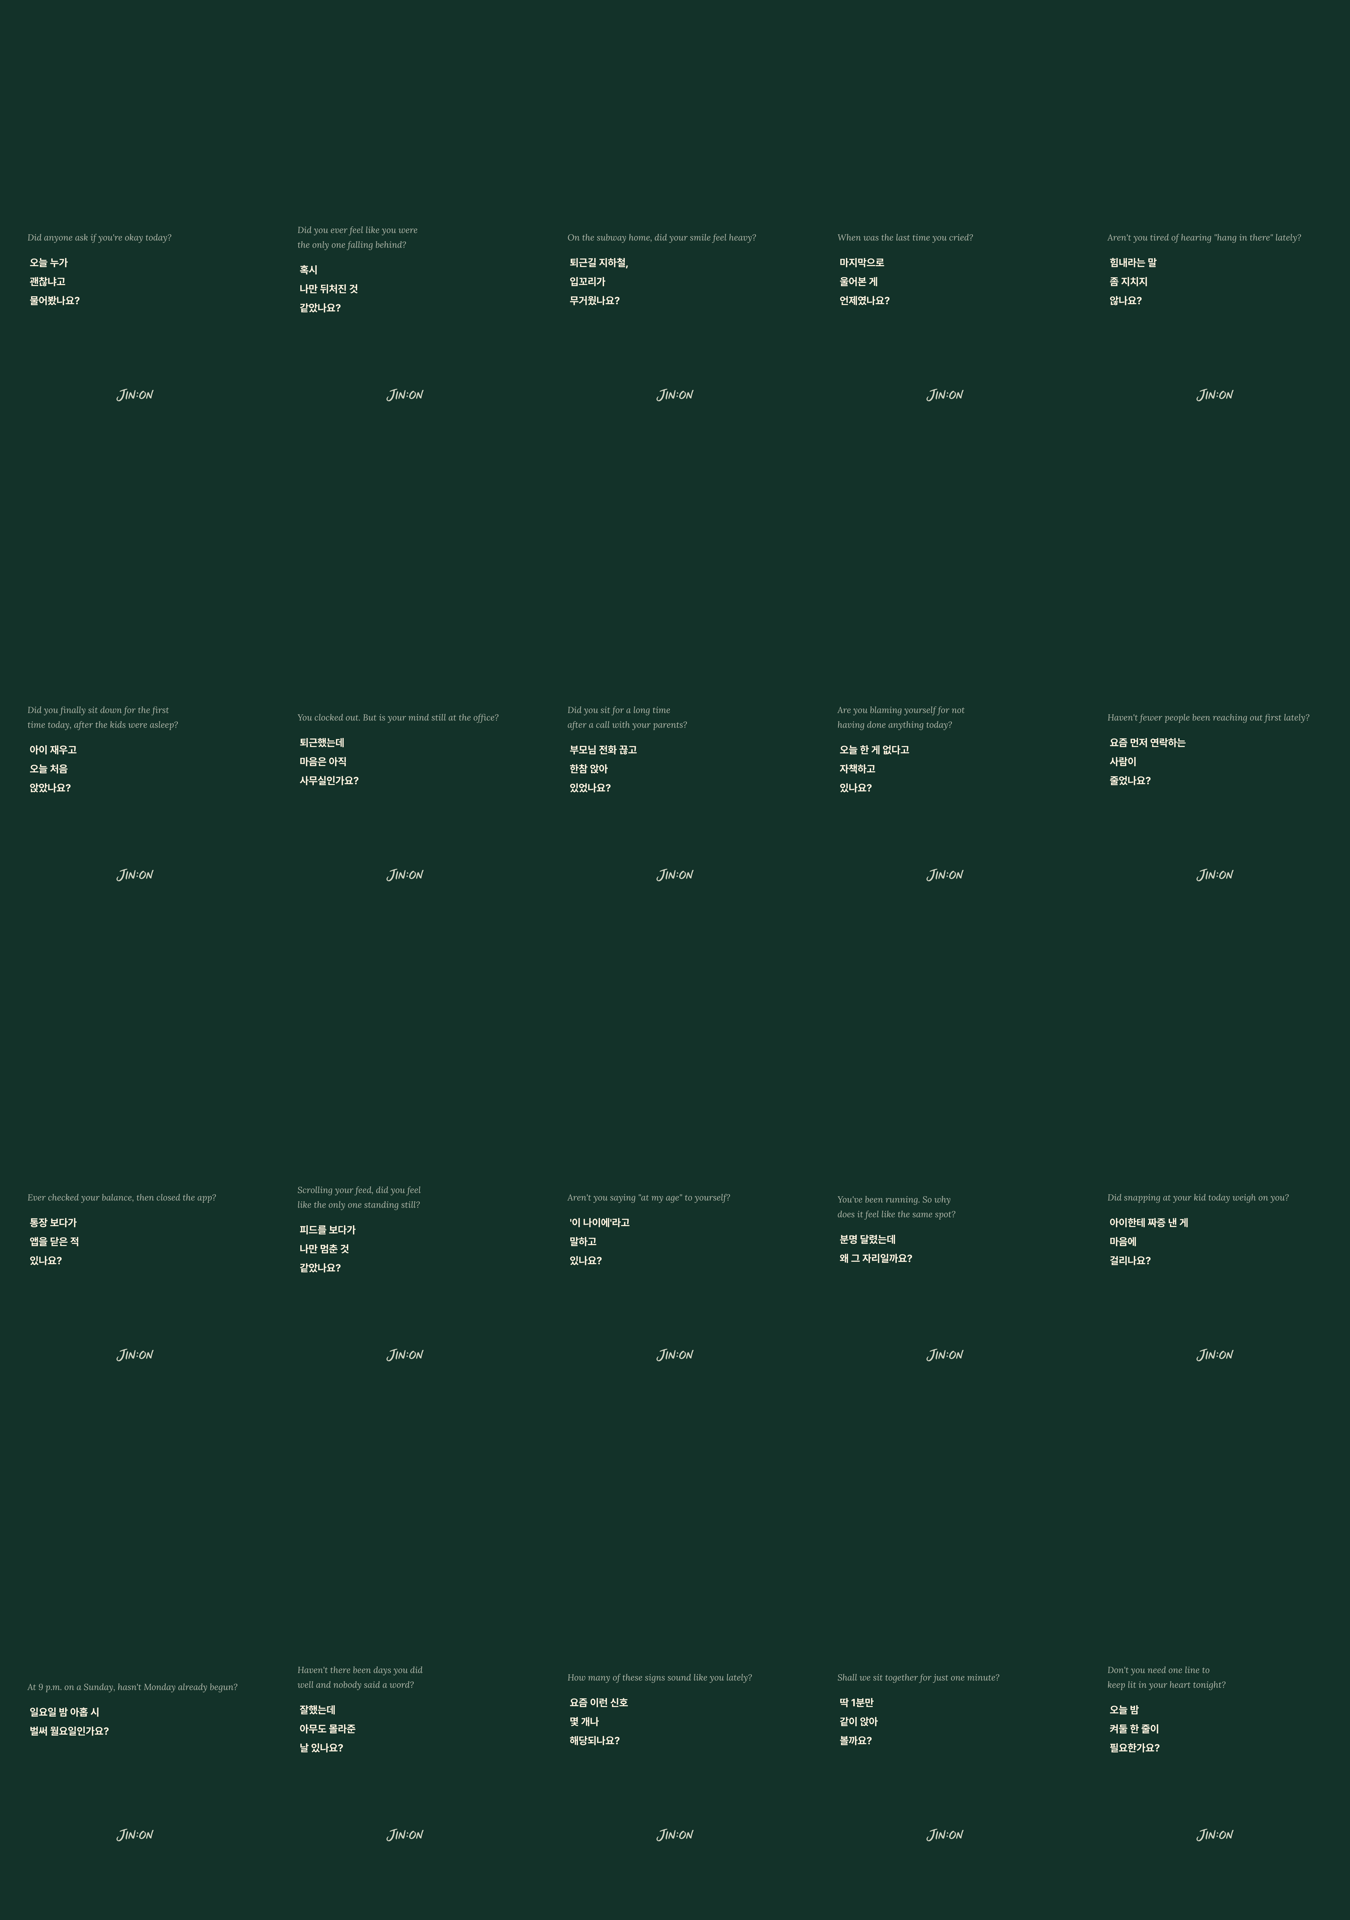 Did anyone ask if you're okay today?
오늘 누가
괜찮냐고
물어봤나요?
JIN:ON
Did you ever feel like you were
the only one falling behind?
혹시
나만 뒤처진 것
같았나요?
JIN:ON
On the subway home, did your smile feel heavy?
퇴근길 지하철,
입꼬리가
무거웠나요?
JIN:ON
When was the last time you cried?
마지막으로
울어본 게
언제였나요?
JIN:ON
Aren't you tired of hearing "hang in there" lately?
힘내라는 말
좀 지치지
않나요?
JIN:ON
Did you finally sit down for the first
time today, after the kids were asleep?
아이 재우고
오늘 처음
앉았나요?
JIN:ON
You clocked out. But is your mind still at the office?
퇴근했는데
마음은 아직
사무실인가요?
JIN:ON
Did you sit for a long time
after a call with your parents?
부모님 전화 끊고
한참 앉아
있었나요?
JIN:ON
Are you blaming yourself for not
having done anything today?
오늘 한 게 없다고
자책하고
있나요?
JIN:ON
Haven't fewer people been reaching out first lately?
요즘 먼저 연락하는
사람이
줄었나요?
JIN:ON
Ever checked your balance, then closed the app?
통장 보다가
앱을 닫은 적
있나요?
JIN:ON
Scrolling your feed, did you feel
like the only one standing still?
피드를 보다가
나만 멈춘 것
같았나요?
JIN:ON
Aren't you saying "at my age" to yourself?
'이 나이에'라고
말하고
있나요?
JIN:ON
You've been running. So why
does it feel like the same spot?
분명 달렸는데
왜 그 자리일까요?
JIN:ON
Did snapping at your kid today weigh on you?
아이한테 짜증 낸 게
마음에
걸리나요?
JIN:ON
At 9 p.m. on a Sunday, hasn't Monday already begun?
일요일 밤 아홉 시
벌써 월요일인가요?
JIN:ON
Haven't there been days you did
well and nobody said a word?
잘했는데
아무도 몰라준
날 있나요?
JIN:ON
How many of these signs sound like you lately?
요즘 이런 신호
몇 개나
해당되나요?
JIN:ON
Shall we sit together for just one minute?
딱 1분만
같이 앉아
볼까요?
JIN:ON
Don't you need one line to
keep lit in your heart tonight?
오늘 밤
켜둘 한 줄이
필요한가요?
JIN:ON